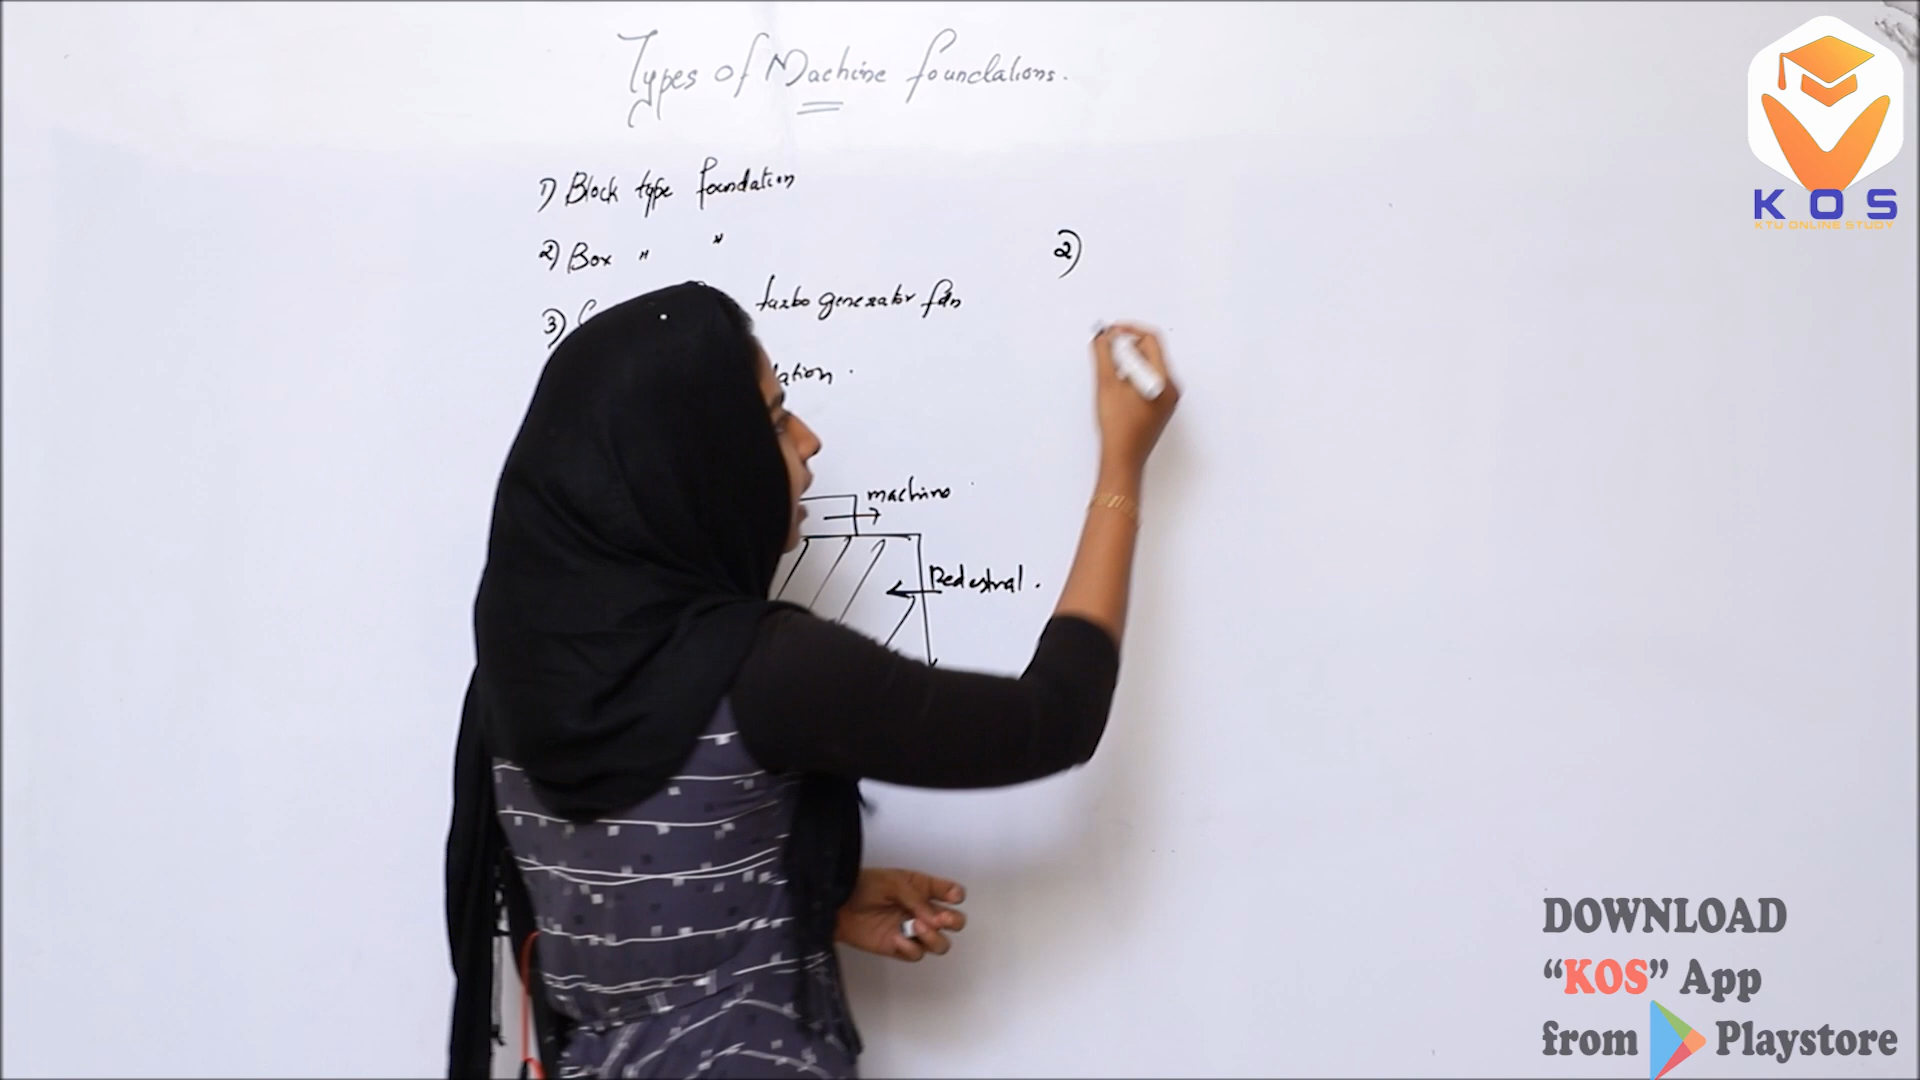 Types of Machine foundations.
1) Block type foundation
2) Box " "
3) turbo generator fdn
dation.
2)
machine
Pedestral.
KOS
KTU ONLINE STUDY
DOWNLOAD
“KOS” App
from Playstore